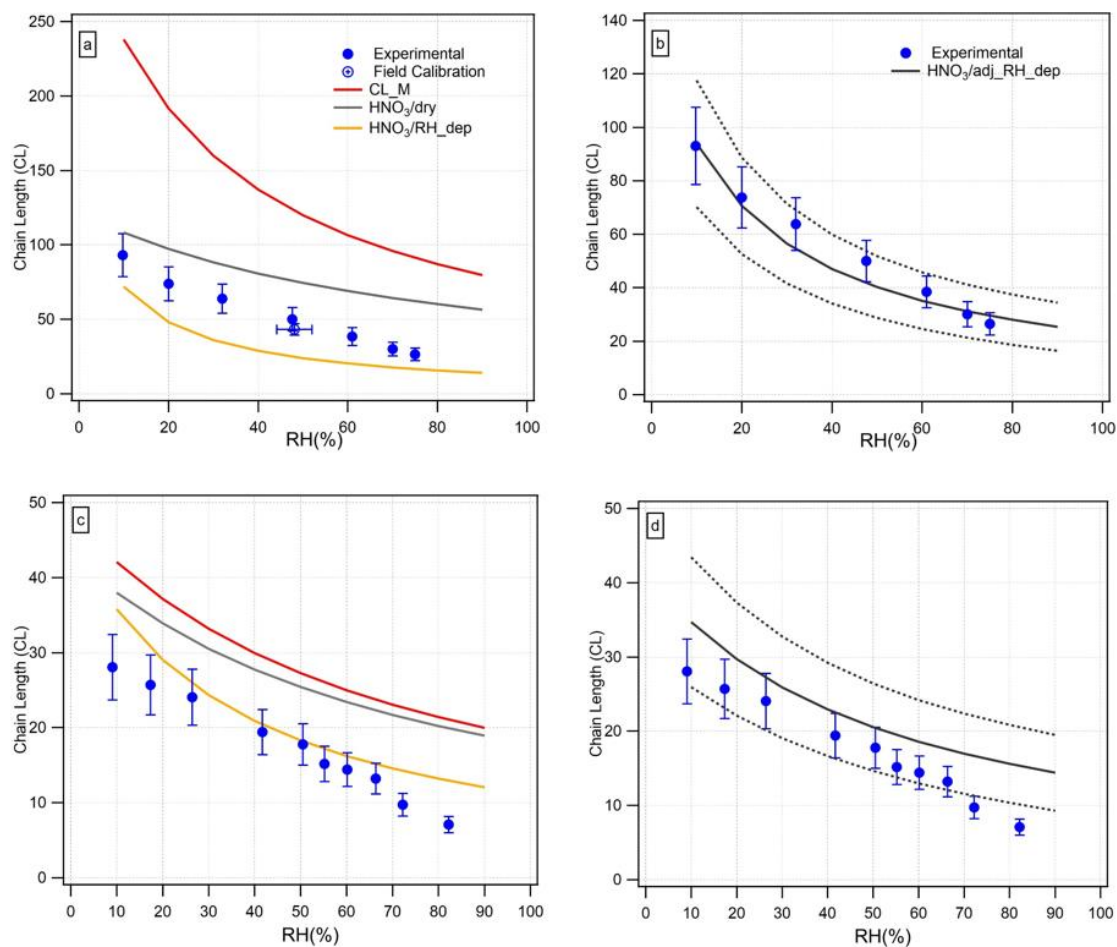 a
250
200
150
100
50
0
Chain Length (CL)
Experimental
Field Calibration
CL_M
HNO₃/dry
HNO₃/RH_dep
0 20 40 60 80 100
RH(%)
b
140
120
100
80
60
40
20
0
Chain Length (CL)
Experimental
HNO₃/adj_RH_dep
0 20 40 60 80 100
RH(%)
c
50
40
30
20
10
0
Chain Length (CL)
0 10 20 30 40 50 60 70 80 90 100
RH(%)
d
50
40
30
20
10
0
Chain Length (CL)
0 10 20 30 40 50 60 70 80 90 100
RH(%)